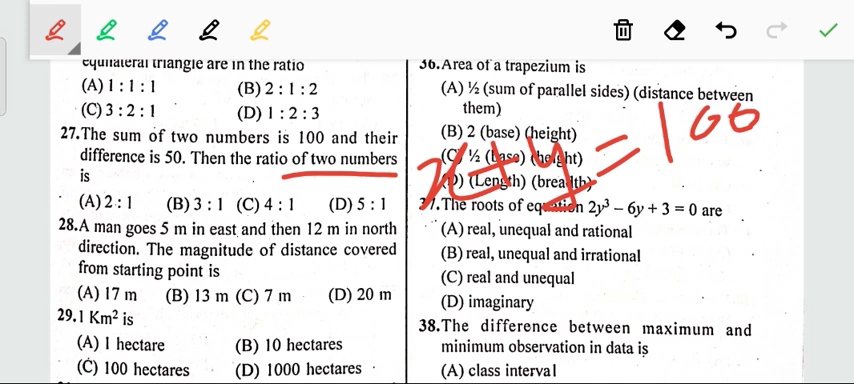 equilateral triangle are in the ratio
(A) 1 : 1 : 1 (B) 2 : 1 : 2
(C) 3 : 2 : 1 (D) 1 : 2 : 3
27.The sum of two numbers is 100 and their
difference is 50. Then the ratio of two numbers
is
(A) 2 : 1 (B) 3 : 1 (C) 4 : 1 (D) 5 : 1
28.A man goes 5 m in east and then 12 m in north
direction. The magnitude of distance covered
from starting point is
(A) 17 m (B) 13 m (C) 7 m (D) 20 m
29.1 Km² is
(A) 1 hectare (B) 10 hectares
(C) 100 hectares (D) 1000 hectares
36.Area of a trapezium is
(A) ½ (sum of parallel sides) (distance between
them)
(B) 2 (base) (height)
(C) ½ (base) (height)
(D) (Length) (breadth)
x+y=100
37.The roots of equation 2y³ – 6y + 3 = 0 are
(A) real, unequal and rational
(B) real, unequal and irrational
(C) real and unequal
(D) imaginary
38.The difference between maximum and
minimum observation in data is
(A) class interval